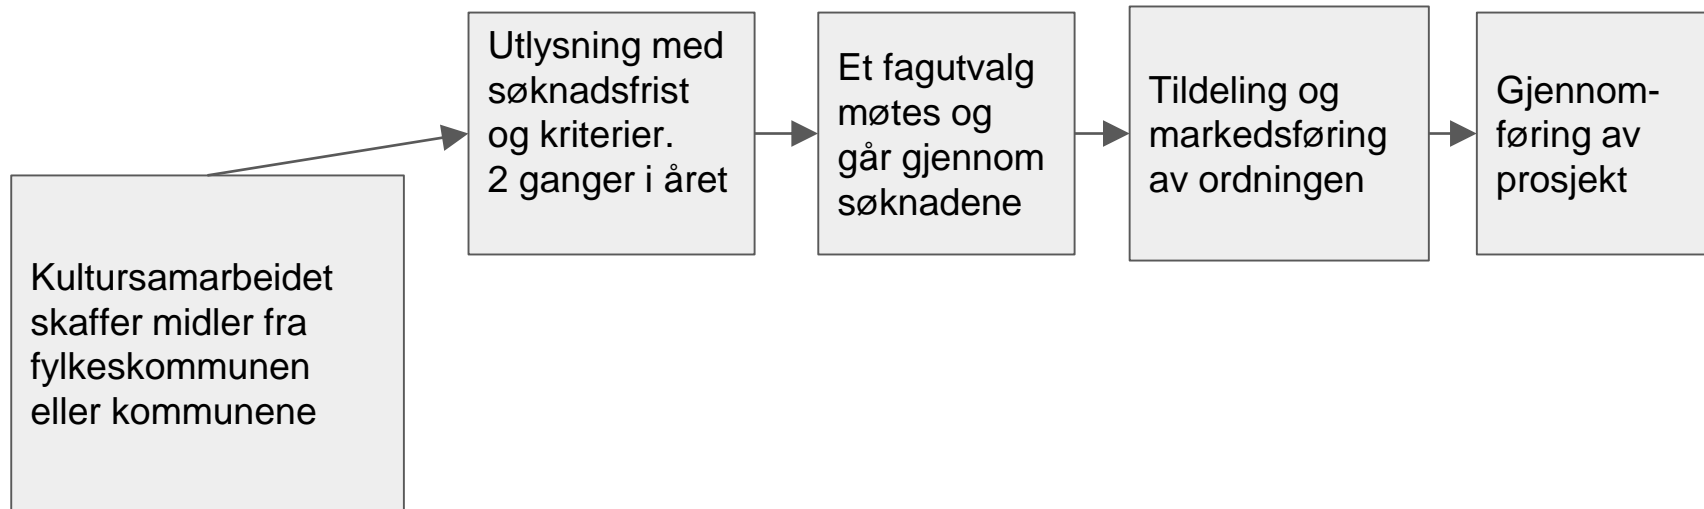 Kultursamarbeidet
skaffer midler fra
fylkeskommunen
eller kommunene
Utlysning med
søknadsfrist
og kriterier.
2 ganger i året
Et fagutvalg
møtes og
går gjennom
søknadene
Tildeling og
markedsføring
av ordningen
Gjennom-
føring av
prosjekt